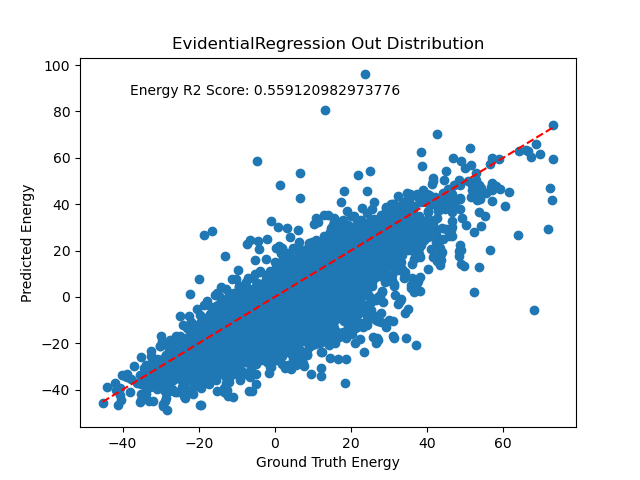 EvidentialRegression Out Distribution
Energy R2 Score: 0.559120982973776
Predicted Energy
100
80
60
40
20
0
−20
−40
−40 −20 0 20 40 60
Ground Truth Energy